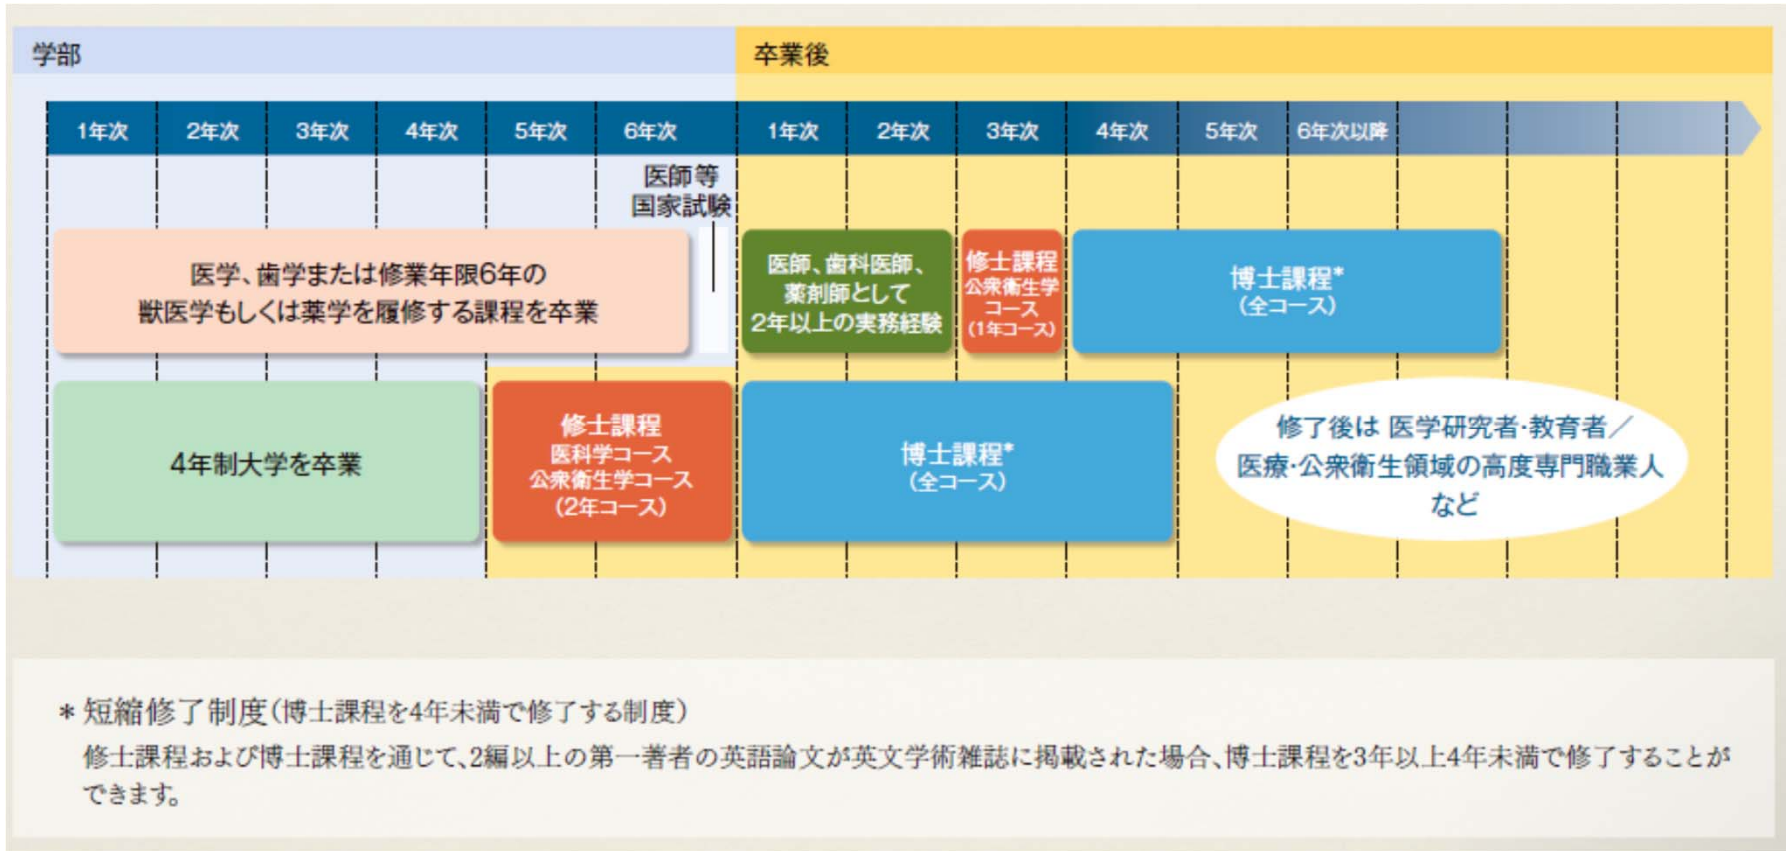 学部
卒業後
1年次 2年次 3年次 4年次 5年次 6年次 1年次 2年次 3年次 4年次 5年次 6年次以降
医師等
国家試験
医学、歯学または修業年限6年の
獣医学もしくは薬学を履修する課程を卒業
医師、歯科医師、
薬剤師として
2年以上の実務経験
修士課程
公衆衛生学
コース
(1年コース)
博士課程*
(全コース)
4年制大学を卒業
修士課程
医科学コース
公衆衛生学コース
(2年コース)
博士課程*
(全コース)
修了後は 医学研究者・教育者／
医療・公衆衛生領域の高度専門職業人
など
* 短縮修了制度(博士課程を4年未満で修了する制度)
修士課程および博士課程を通じて、2編以上の第一著者の英語論文が英文学術雑誌に掲載された場合、博士課程を3年以上4年未満で修了することが
できます。